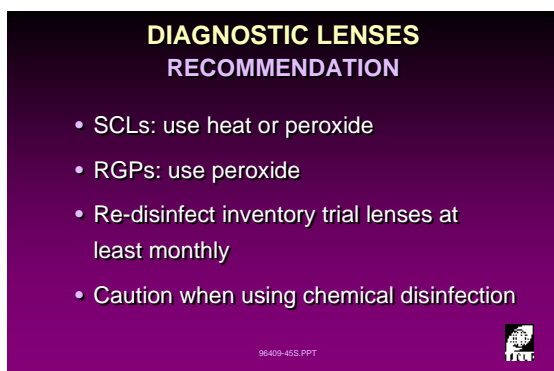 DIAGNOSTIC LENSES
RECOMMENDATION
• SCLs: use heat or peroxide
• RGPs: use peroxide
• Re-disinfect inventory trial lenses at
least monthly
• Caution when using chemical disinfection
96409-45S.PPT